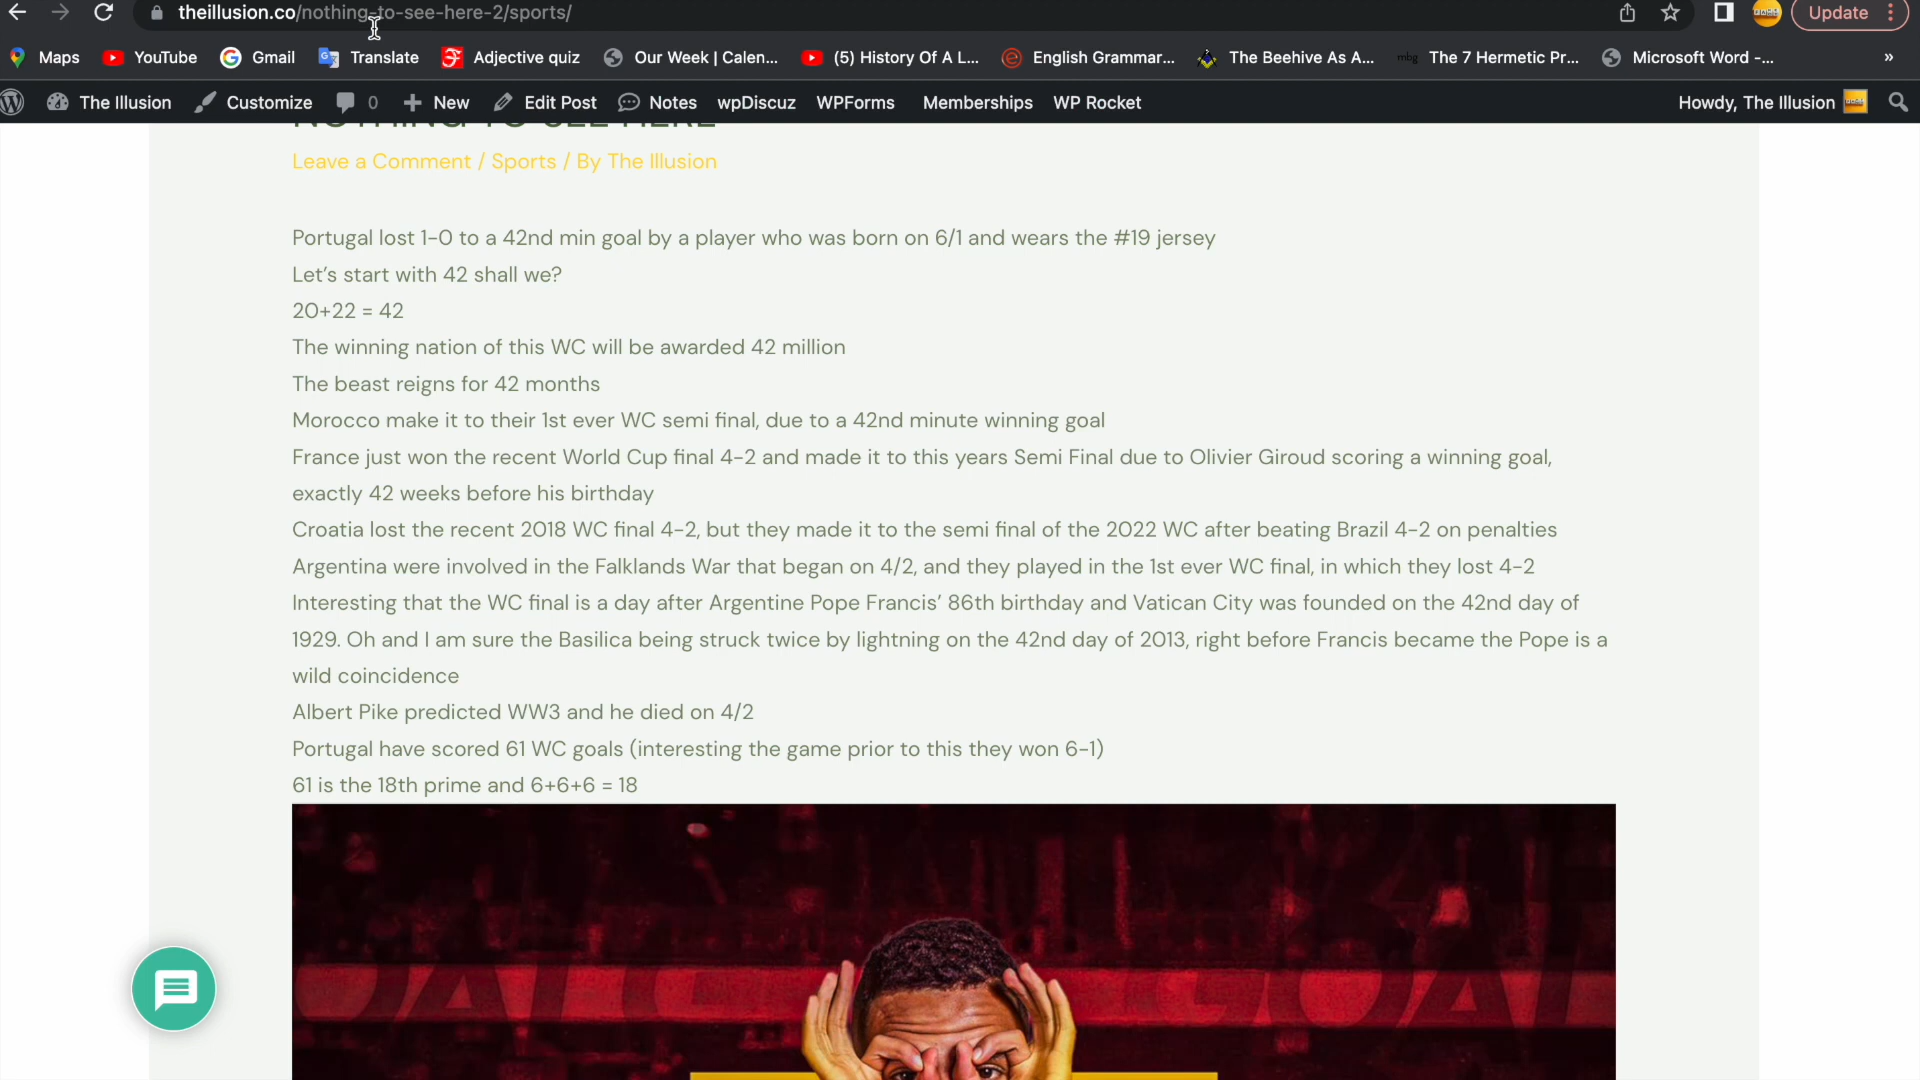 theillusion.co/nothing-to-see-here-2/sports/
Update
Maps
YouTube
Gmail
Translate
Adjective quiz
Our Week | Calen...
(5) History Of A L...
English Grammar...
The Beehive As A...
mbg
The 7 Hermetic Pr...
Microsoft Word -...
»
The Illusion
Customize
0
New
Edit Post
Notes
wpDiscuz
WPForms
Memberships
WP Rocket
Howdy, The Illusion
NOTHING TO SEE HERE
Leave a Comment / Sports / By The Illusion
Portugal lost 1-0 to a 42nd min goal by a player who was born on 6/1 and wears the #19 jersey
Let’s start with 42 shall we?
20+22 = 42
The winning nation of this WC will be awarded 42 million
The beast reigns for 42 months
Morocco make it to their 1st ever WC semi final, due to a 42nd minute winning goal
France just won the recent World Cup final 4-2 and made it to this years Semi Final due to Olivier Giroud scoring a winning goal,
exactly 42 weeks before his birthday
Croatia lost the recent 2018 WC final 4-2, but they made it to the semi final of the 2022 WC after beating Brazil 4-2 on penalties
Argentina were involved in the Falklands War that began on 4/2, and they played in the 1st ever WC final, in which they lost 4-2
Interesting that the WC final is a day after Argentine Pope Francis’ 86th birthday and Vatican City was founded on the 42nd day of
1929. Oh and I am sure the Basilica being struck twice by lightning on the 42nd day of 2013, right before Francis became the Pope is a
wild coincidence
Albert Pike predicted WW3 and he died on 4/2
Portugal have scored 61 WC goals (interesting the game prior to this they won 6-1)
61 is the 18th prime and 6+6+6 = 18